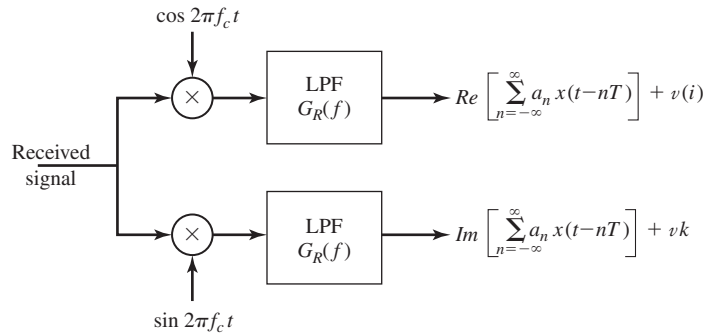 cos 2πf_c t
×
LPF
G_R(f)
Re [∑_{n=−∞}^{∞} a_n x(t−nT)] + v(i)
Received
signal
×
LPF
G_R(f)
Im [∑_{n=−∞}^{∞} a_n x(t−nT)] + vk
sin 2πf_c t